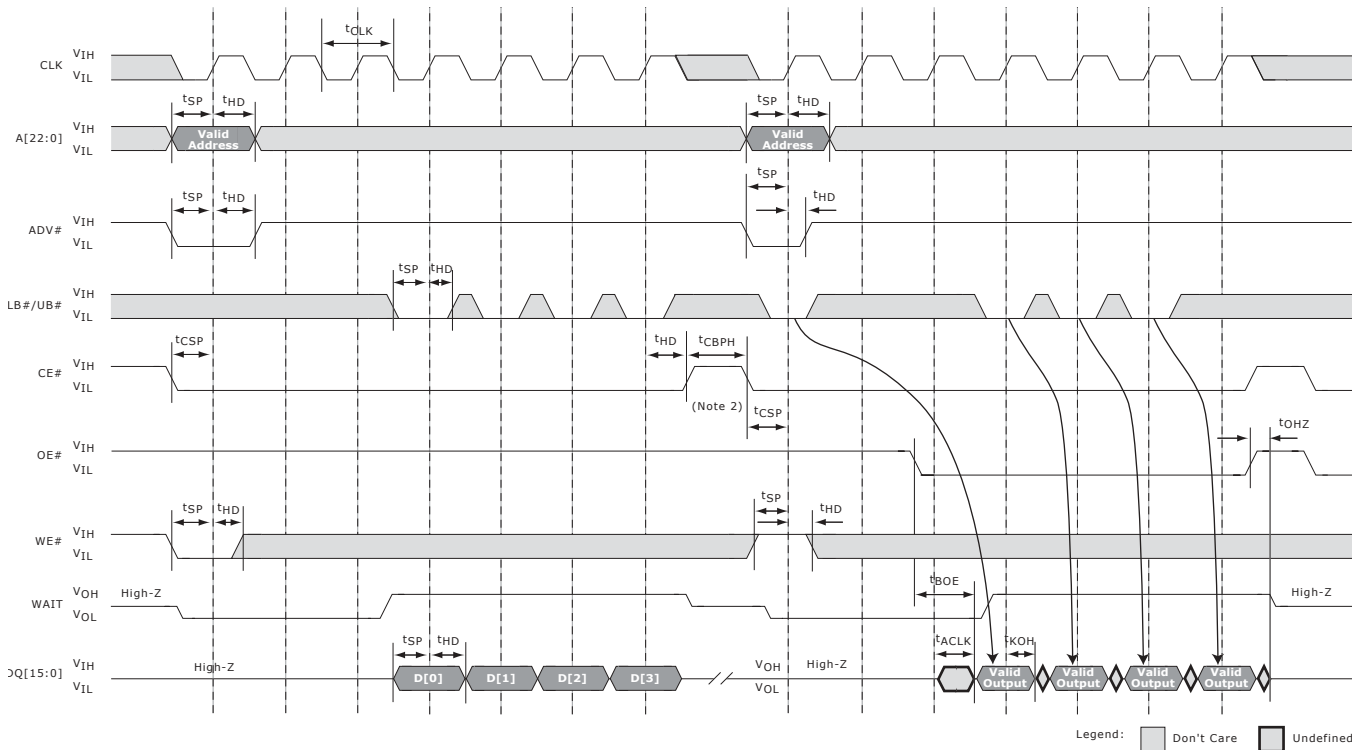 tCLK
CLK VIH
VIL
tSP tHD tSP tHD
A[22:0] VIH
VIL
Valid Address Valid Address
tSP
tSP tHD tHD
ADV# VIH
VIL
tSP tHD
LB#/UB# VIH
VIL
tCSP tHD tCBPH
CE# VIH
VIL
(Note 2)
tCSP
tOHZ
OE# VIH
VIL
tSP tHD tSP tHD
WE# VIH
VIL
tBOE
WAIT VOH
VOL
High-Z High-Z
tSP tHD tACLK tKOH
DQ[15:0] VIH
VIL
High-Z D[0] D[1] D[2] D[3] VOH
VOL
High-Z Valid Output Valid Output Valid Output Valid Output
Legend: Don't Care Undefined